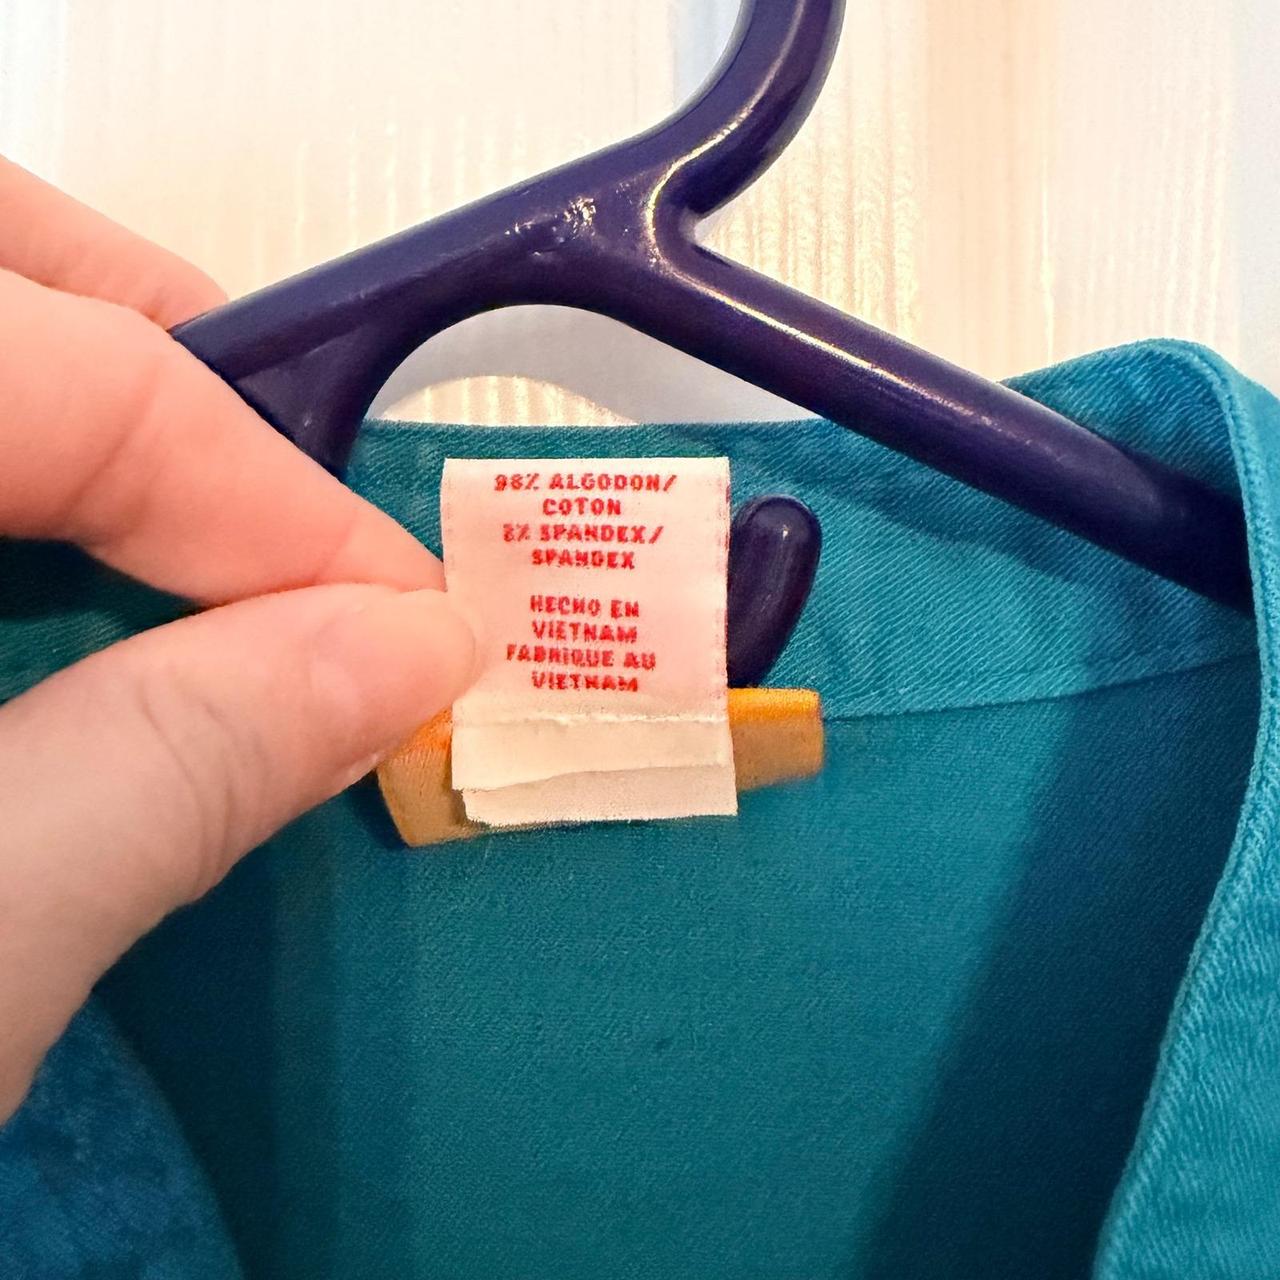 98% ALGODON/
COTON
2% SPANDEX/
SPANDEX
HECHO EN
VIETNAM
FABRIQUE AU
VIETNAM